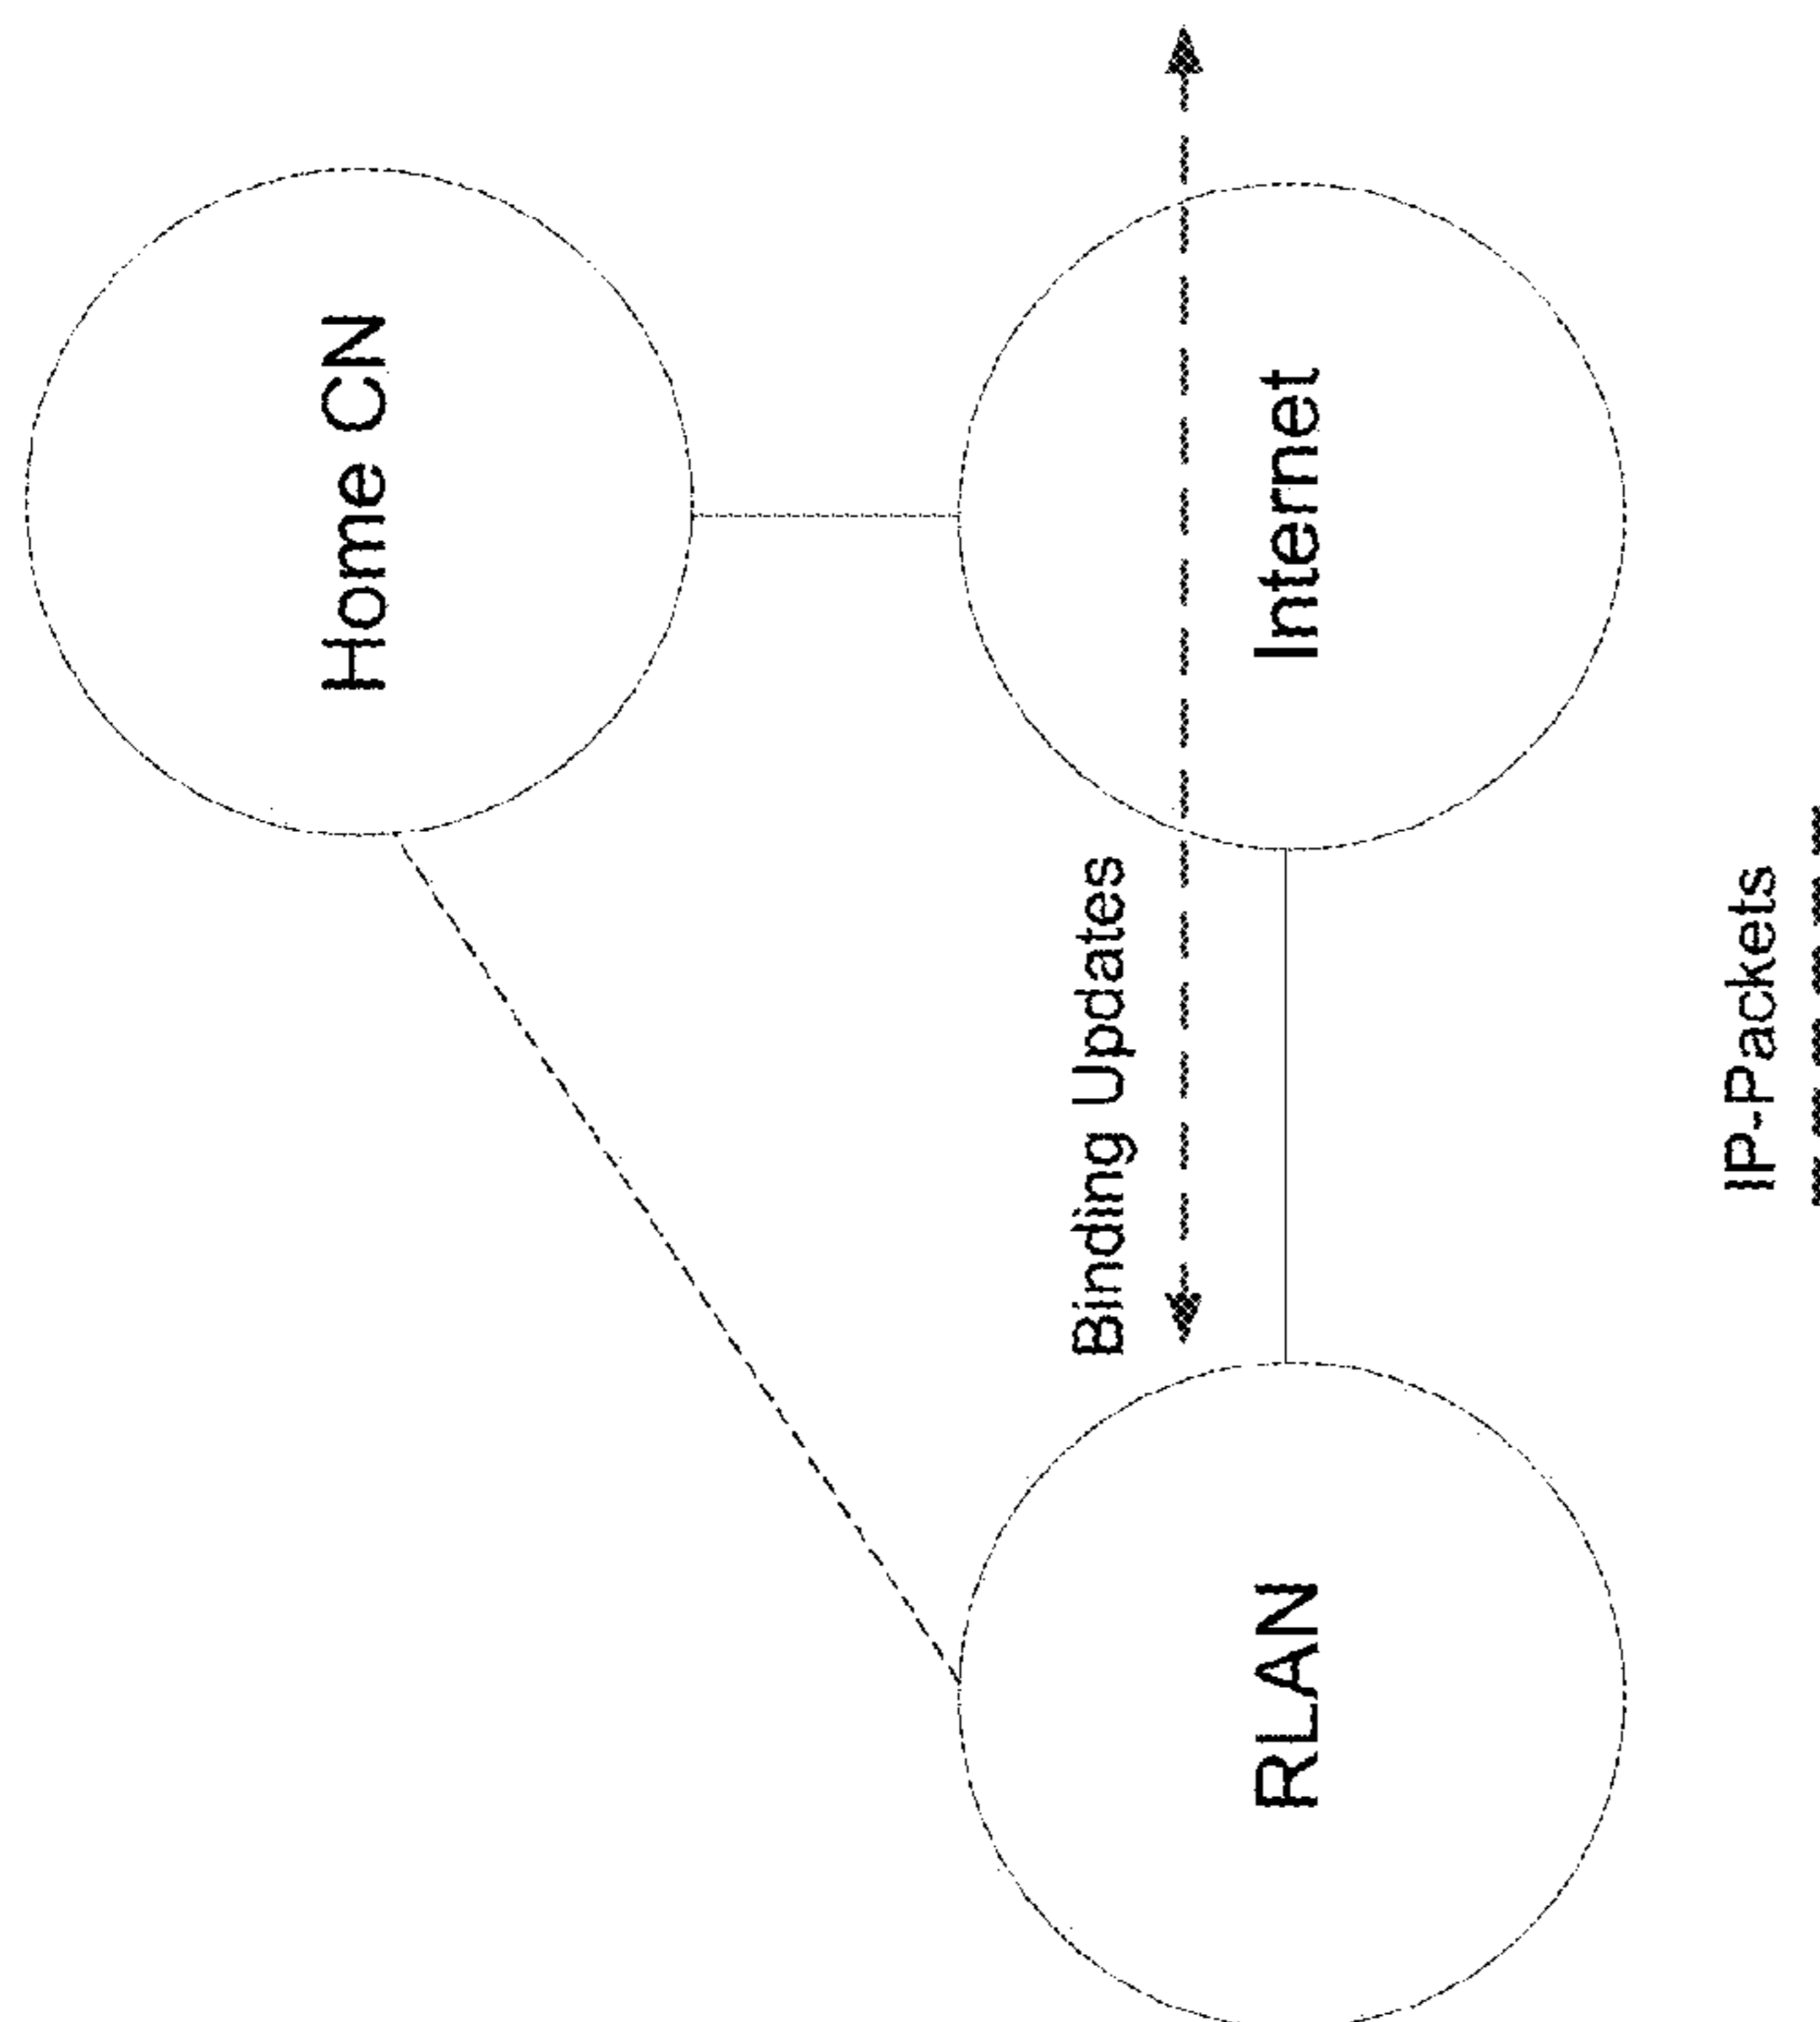 Home CN
Binding Updates
RLAN
Internet
IP-Packets